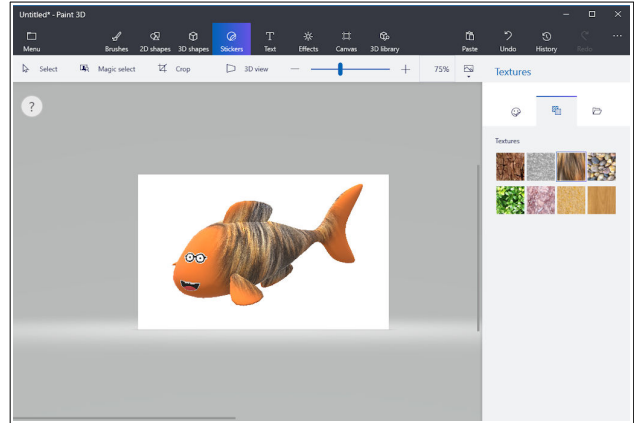 Untitled* - Paint 3D
Menu Brushes 2D shapes 3D shapes Stickers Text Effects Canvas 3D library Paste Undo History Redo
Select Magic select Crop 3D view 75% Textures
?
Textures